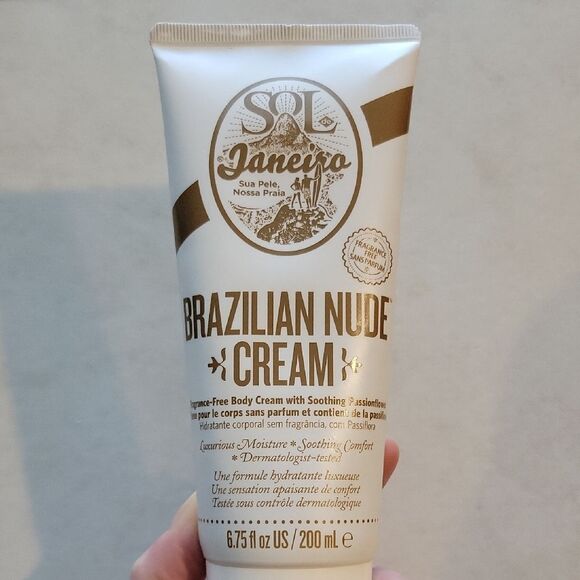 SOL
de
Janeiro
Sua Pele,
Nossa Praia
FRAGRANCE
FREE
SANS PARFUM
BRAZILIAN NUDE™
CREAM
Fragrance-Free Body Cream with Soothing Passionflower
pour le corps sans parfum et contient de la
Hidratante corporal sem fragrância, com Passiflora
Luxurious Moisture * Soothing Comfort
* Dermatologist-tested
Une formule hydratante luxueuse
Une sensation apaisante de confort
Testée sous contrôle dermatologique
6.75 fl oz US / 200 mL e